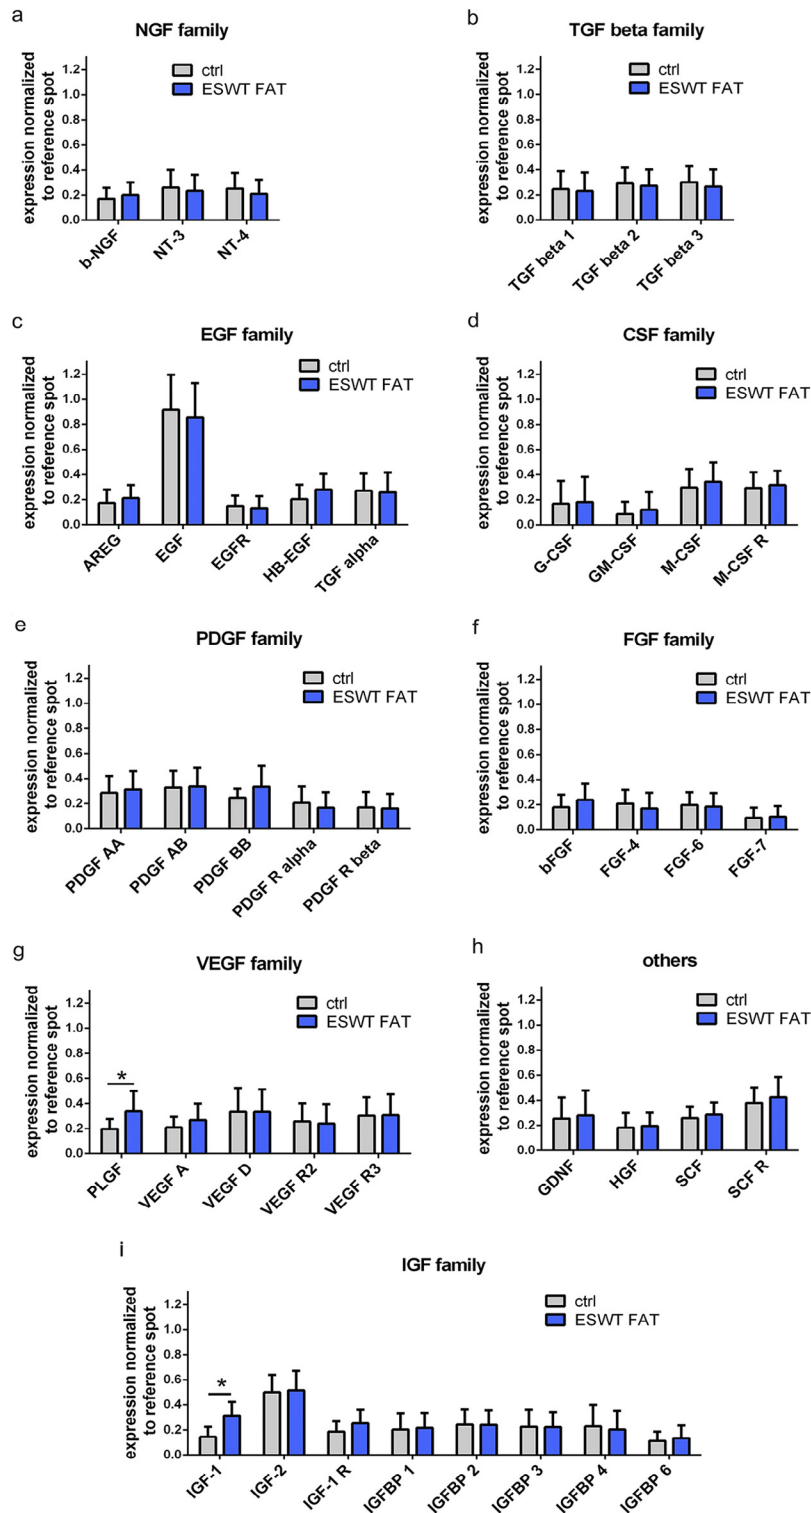 a
NGF family
expression normalized
to reference spot
1.2
1.0
0.8
0.6
0.4
0.2
0.0
ctrl
ESWT FAT
b-NGF
NT-3
NT-4
b
TGF beta family
expression normalized
to reference spot
1.2
1.0
0.8
0.6
0.4
0.2
0.0
ctrl
ESWT FAT
TGF beta 1
TGF beta 2
TGF beta 3
c
EGF family
expression normalized
to reference spot
1.2
1.0
0.8
0.6
0.4
0.2
0.0
ctrl
ESWT FAT
AREG
EGF
EGFR
HB-EGF
TGF alpha
d
CSF family
expression normalized
to reference spot
1.2
1.0
0.8
0.6
0.4
0.2
0.0
ctrl
ESWT FAT
G-CSF
GM-CSF
M-CSF
M-CSF R
e
PDGF family
expression normalized
to reference spot
1.2
1.0
0.8
0.6
0.4
0.2
0.0
ctrl
ESWT FAT
PDGF AA
PDGF AB
PDGF BB
PDGF R alpha
PDGF R beta
f
FGF family
expression normalized
to reference spot
1.2
1.0
0.8
0.6
0.4
0.2
0.0
ctrl
ESWT FAT
bFGF
FGF-4
FGF-6
FGF-7
g
VEGF family
expression normalized
to reference spot
1.2
1.0
0.8
0.6
0.4
0.2
0.0
ctrl
ESWT FAT
*
PLGF
VEGF A
VEGF D
VEGF R2
VEGF R3
h
others
expression normalized
to reference spot
1.2
1.0
0.8
0.6
0.4
0.2
0.0
ctrl
ESWT FAT
GDNF
HGF
SCF
SCF R
i
IGF family
expression normalized
to reference spot
1.2
1.0
0.8
0.6
0.4
0.2
0.0
ctrl
ESWT FAT
*
IGF-1
IGF-2
IGF-1 R
IGFBP 1
IGFBP 2
IGFBP 3
IGFBP 4
IGFBP 6